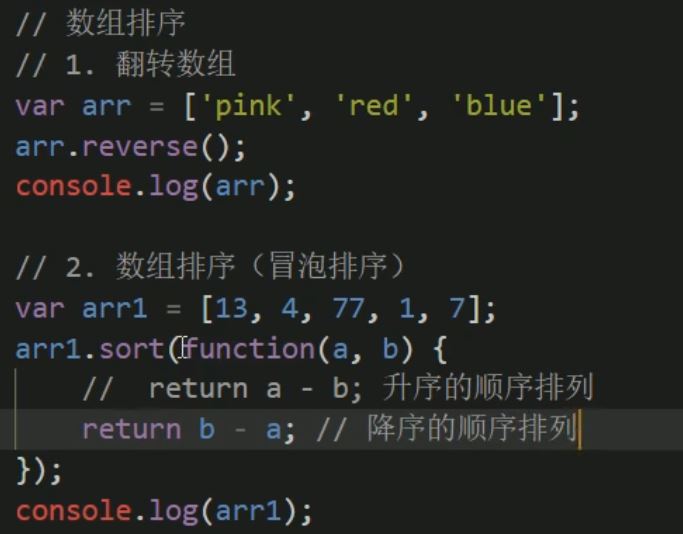 // 数组排序
// 1. 翻转数组
var arr = ['pink', 'red', 'blue'];
arr.reverse();
console.log(arr);
// 2. 数组排序（冒泡排序）
var arr1 = [13, 4, 77, 1, 7];
arr1.sort(function(a, b) {
//  return a - b; 升序的顺序排列
return b - a; // 降序的顺序排列
});
console.log(arr1);